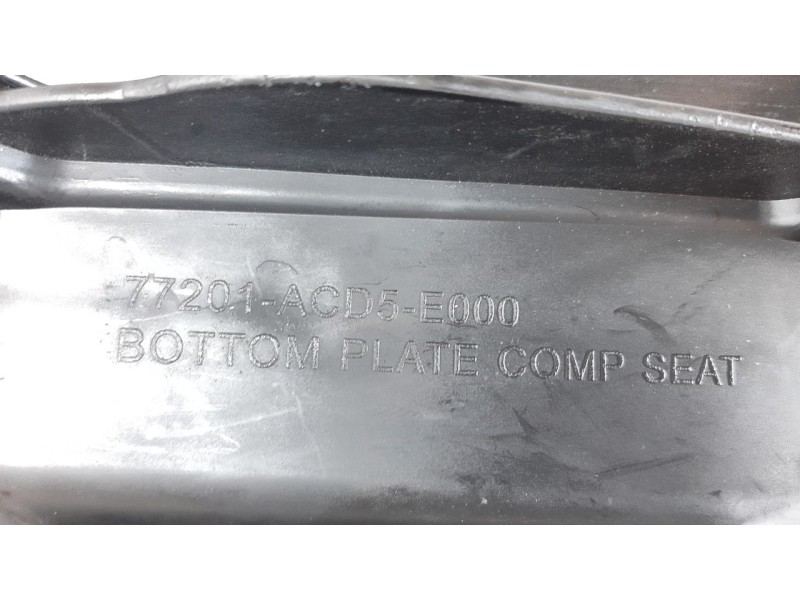 77201-ACD5-E000
BOTTOM PLATE COMP SEAT